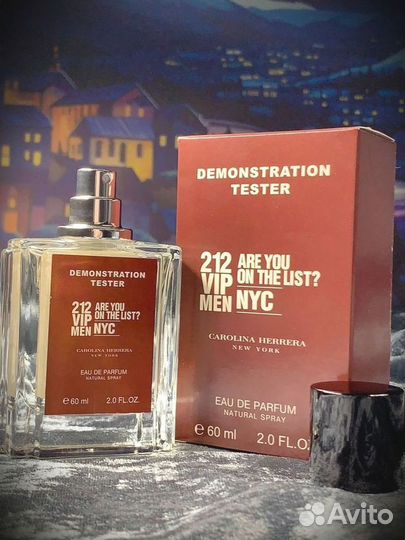 DEMONSTRATION
TESTER
212 VIP MEN
ARE YOU
ON THE LIST?
NYC
CAROLINA HERRERA
NEW YORK
EAU DE PARFUM
NATURAL SPRAY
℮ 60 ml 2.0 FL.OZ.
DEMONSTRATION
TESTER
212 VIP MEN
ARE YOU
ON THE LIST?
NYC
CAROLINA HERRERA
NEW YORK
EAU DE PARFUM
NATURAL SPRAY
℮ 60 ml 2.0 FL.OZ
Avito